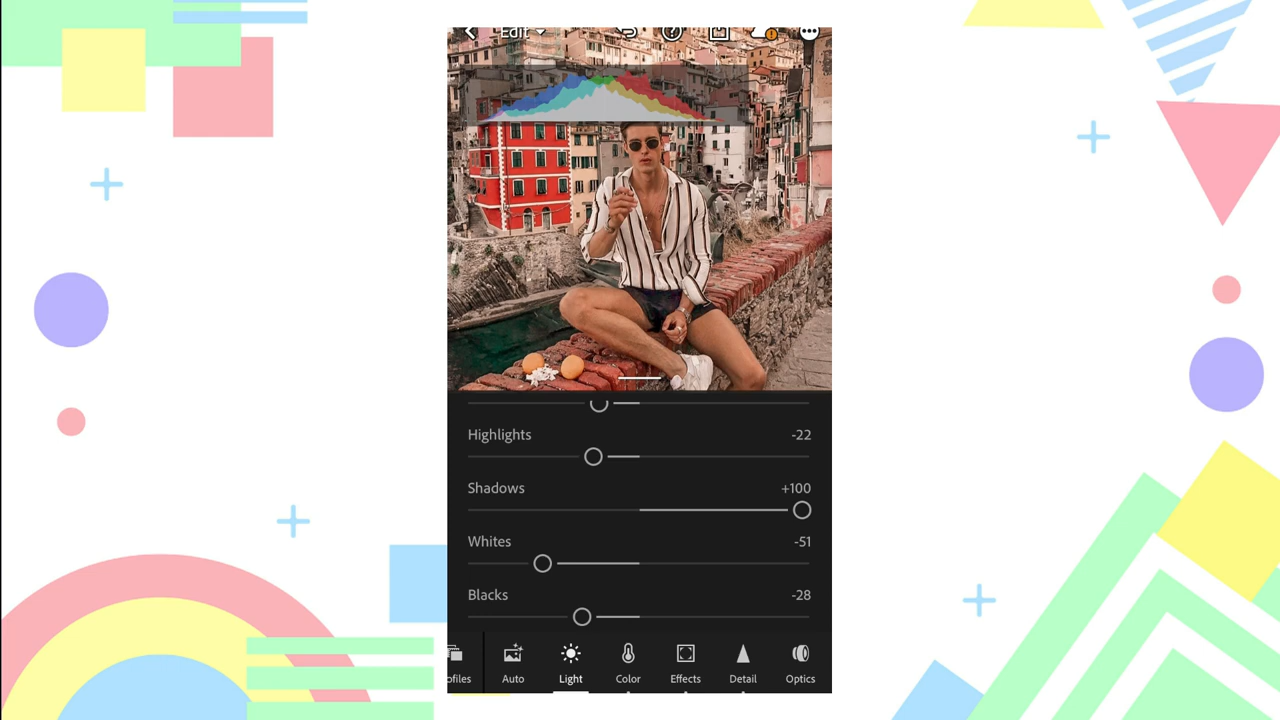 Edit
Highlights -22
Shadows +100
Whites -51
Blacks -28
ofiles Auto Light Color Effects Detail Optics